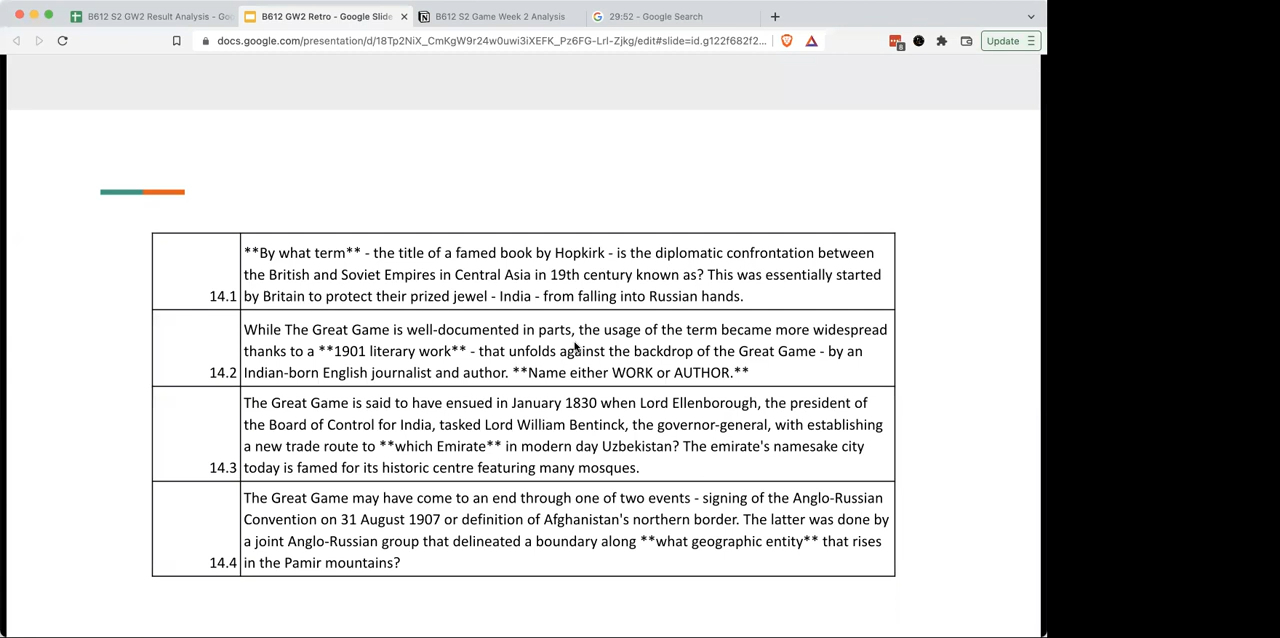 B612 S2 GW2 Result Analysis - Go
B612 GW2 Retro - Google Slide
B612 S2 Game Week 2 Analysis
29:52 - Google Search
docs.google.com/presentation/d/18Tp2NiX_CmKgW9r24w0uwi3iXEFK_Pz6FG-LrI-Zjkg/edit#slide=id.g122f682f2...
8
Update
**By what term** - the title of a famed book by Hopkirk - is the diplomatic confrontation between
the British and Soviet Empires in Central Asia in 19th century known as? This was essentially started
14.1 by Britain to protect their prized jewel - India - from falling into Russian hands.
While The Great Game is well-documented in parts, the usage of the term became more widespread
thanks to a **1901 literary work** - that unfolds against the backdrop of the Great Game - by an
14.2 Indian-born English journalist and author. **Name either WORK or AUTHOR.**
The Great Game is said to have ensued in January 1830 when Lord Ellenborough, the president of
the Board of Control for India, tasked Lord William Bentinck, the governor-general, with establishing
a new trade route to **which Emirate** in modern day Uzbekistan? The emirate's namesake city
14.3 today is famed for its historic centre featuring many mosques.
The Great Game may have come to an end through one of two events - signing of the Anglo-Russian
Convention on 31 August 1907 or definition of Afghanistan's northern border. The latter was done by
a joint Anglo-Russian group that delineated a boundary along **what geographic entity** that rises
14.4 in the Pamir mountains?